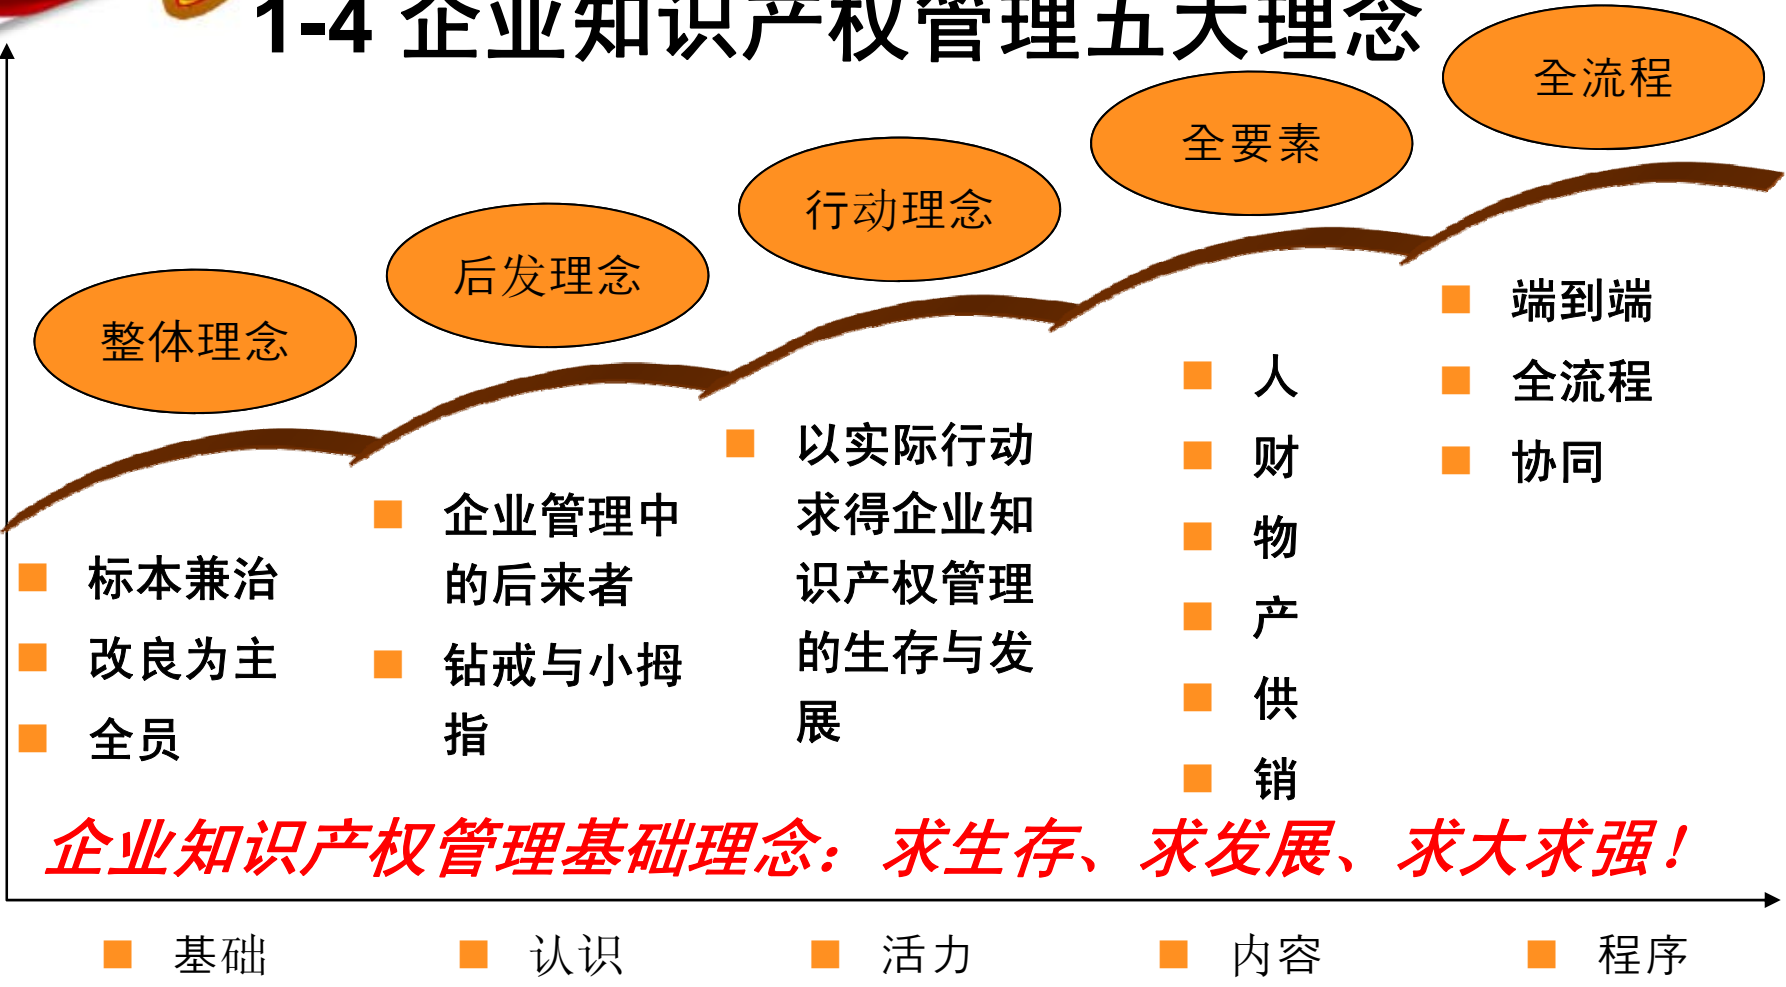 1-4 企业知识产权管理五大理念
整体理念
标本兼治
改良为主
全员
后发理念
企业管理中
的后来者
钻戒与小拇
指
行动理念
以实际行动
求得企业知
识产权管理
的生存与发
展
全要素
人
财
物
产
供
销
全流程
端到端
全流程
协同
企业知识产权管理基础理念：求生存、求发展、求大求强！
基础
认识
活力
内容
程序